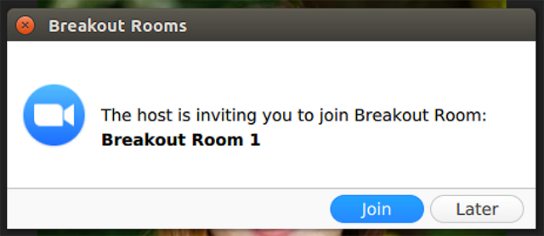 Breakout Rooms
The host is inviting you to join Breakout Room:
Breakout Room 1
Join Later